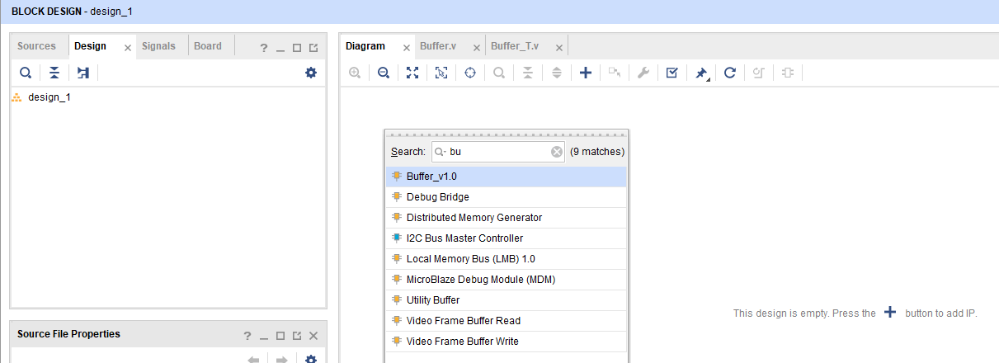 BLOCK DESIGN - design_1
Sources Design Signals Board
design_1
Source File Properties
Diagram Buffer.v Buffer_T.v
Search: bu (9 matches)
Buffer_v1.0
Debug Bridge
Distributed Memory Generator
I2C Bus Master Controller
Local Memory Bus (LMB) 1.0
MicroBlaze Debug Module (MDM)
Utility Buffer
Video Frame Buffer Read
Video Frame Buffer Write
This design is empty. Press the + button to add IP.